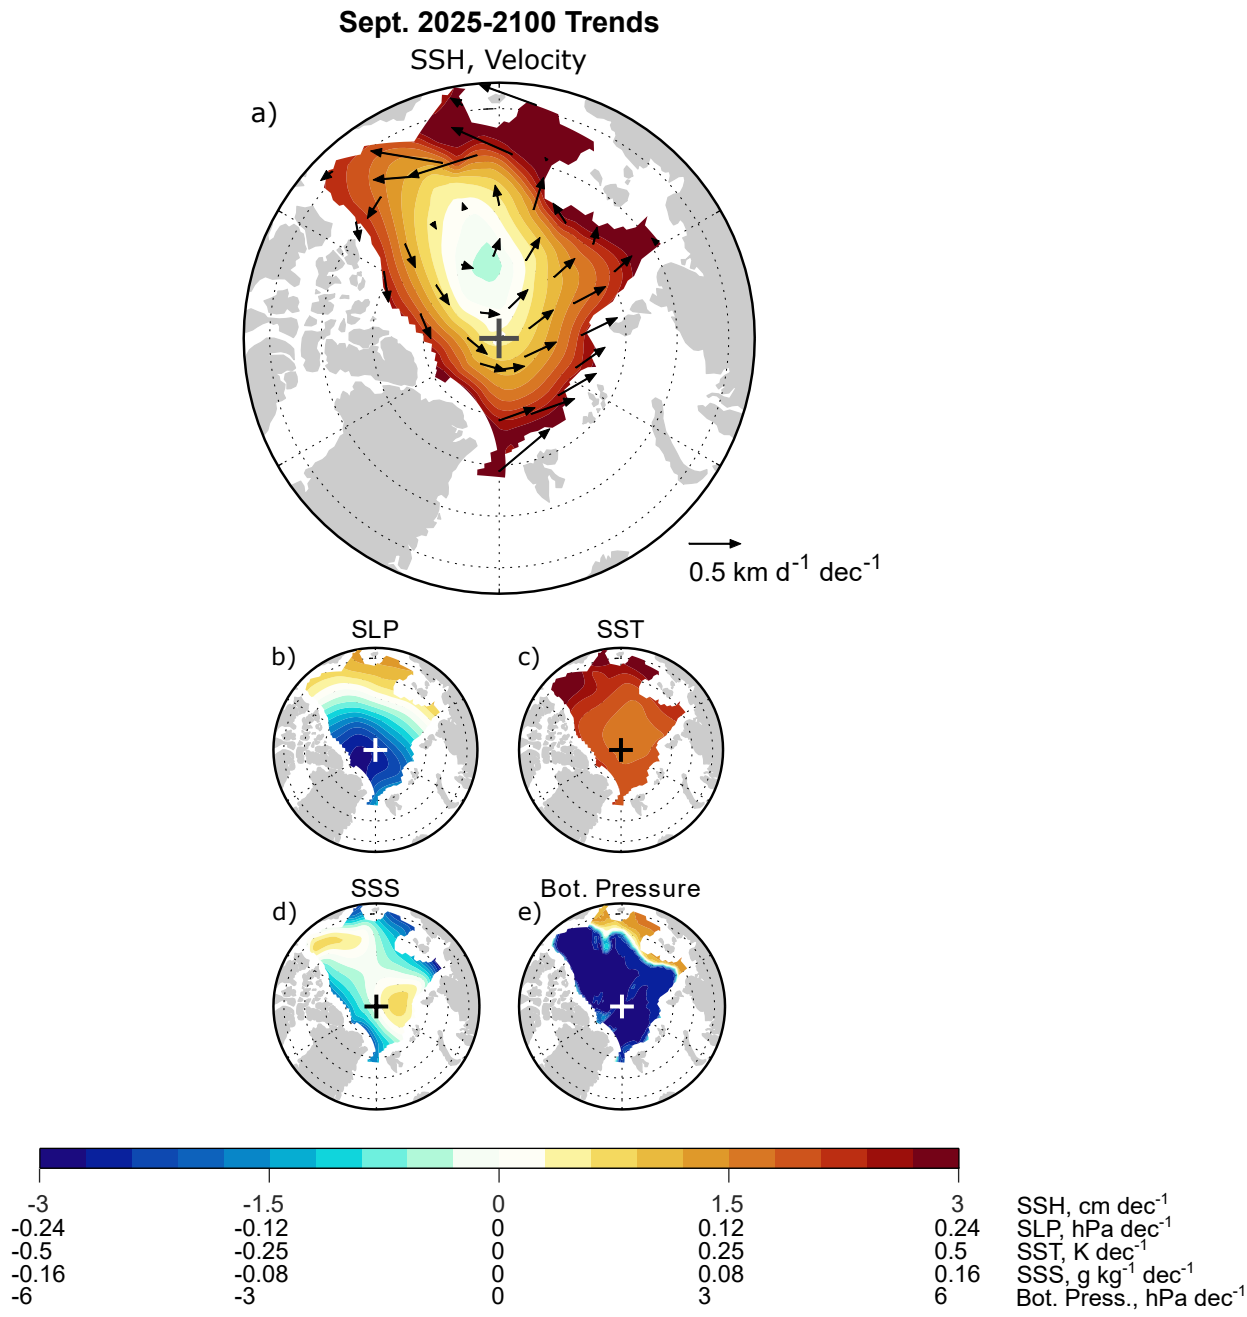 Sept. 2025-2100 Trends
SSH, Velocity
a)
0.5 km d⁻¹ dec⁻¹
SLP
SST
b)
c)
SSS
Bot. Pressure
d)
e)
-3 -1.5 0 1.5 3 SSH, cm dec⁻¹
-0.24 -0.12 0 0.12 0.24 SLP, hPa dec⁻¹
-0.5 -0.25 0 0.25 0.5 SST, K dec⁻¹
-0.16 -0.08 0 0.08 0.16 SSS, g kg⁻¹ dec⁻¹
-6 -3 0 3 6 Bot. Press., hPa dec⁻¹